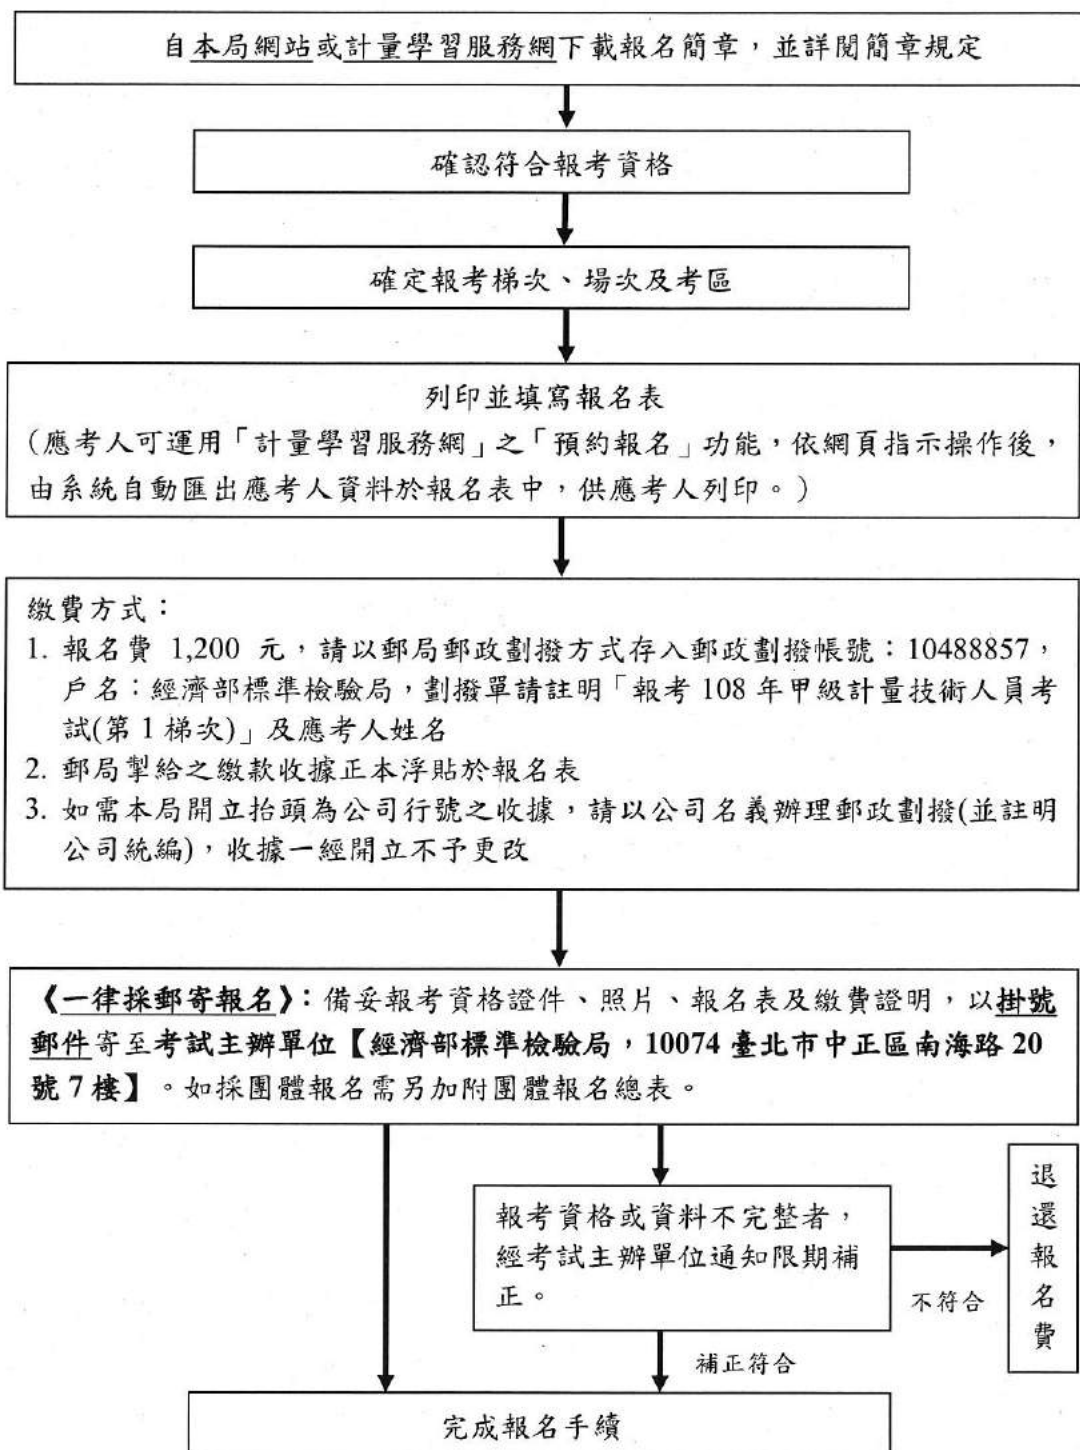 自本局網站或計量學習服務網下載報名簡章，並詳閱簡章規定
確認符合報考資格
確定報考梯次、場次及考區
列印並填寫報名表
（應考人可運用「計量學習服務網」之「預約報名」功能，依網頁指示操作後，
由系統自動匯出應考人資料於報名表中，供應考人列印。）
繳費方式：
1. 報名費 1,200 元，請以郵局郵政劃撥方式存入郵政劃撥帳號：10488857，
戶名：經濟部標準檢驗局，劃撥單請註明「報考 108 年甲級計量技術人員考
試(第 1 梯次)」及應考人姓名
2. 郵局掣給之繳款收據正本浮貼於報名表
3. 如需本局開立抬頭為公司行號之收據，請以公司名義辦理郵政劃撥(並註明
公司統編)，收據一經開立不予更改
《一律採郵寄報名》：備妥報考資格證件、照片、報名表及繳費證明，以掛號
郵件寄至考試主辦單位【經濟部標準檢驗局，10074 臺北市中正區南海路 20
號 7 樓】。如採團體報名需另加附團體報名總表。
報考資格或資料不完整者，
經考試主辦單位通知限期補
正。
不符合
退還報名費
補正符合
完成報名手續